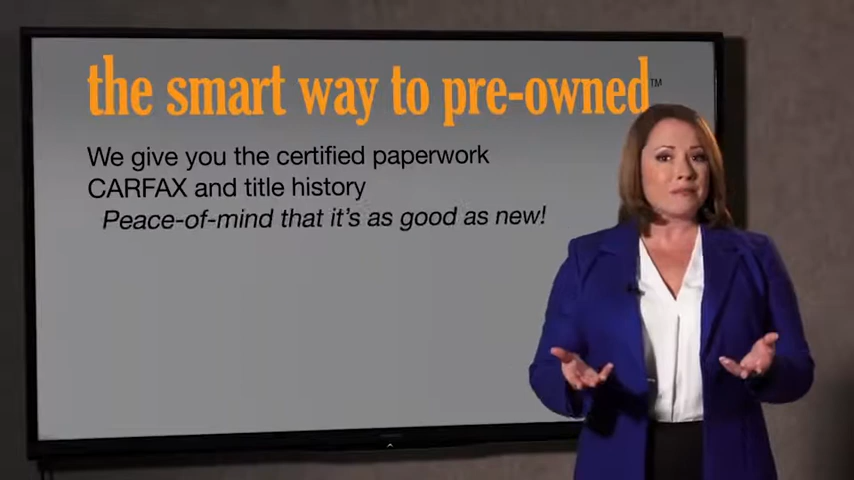 the smart way to pre-owned™
We give you the certified paperwork
CARFAX and title history
Peace-of-mind that it's as good as new!